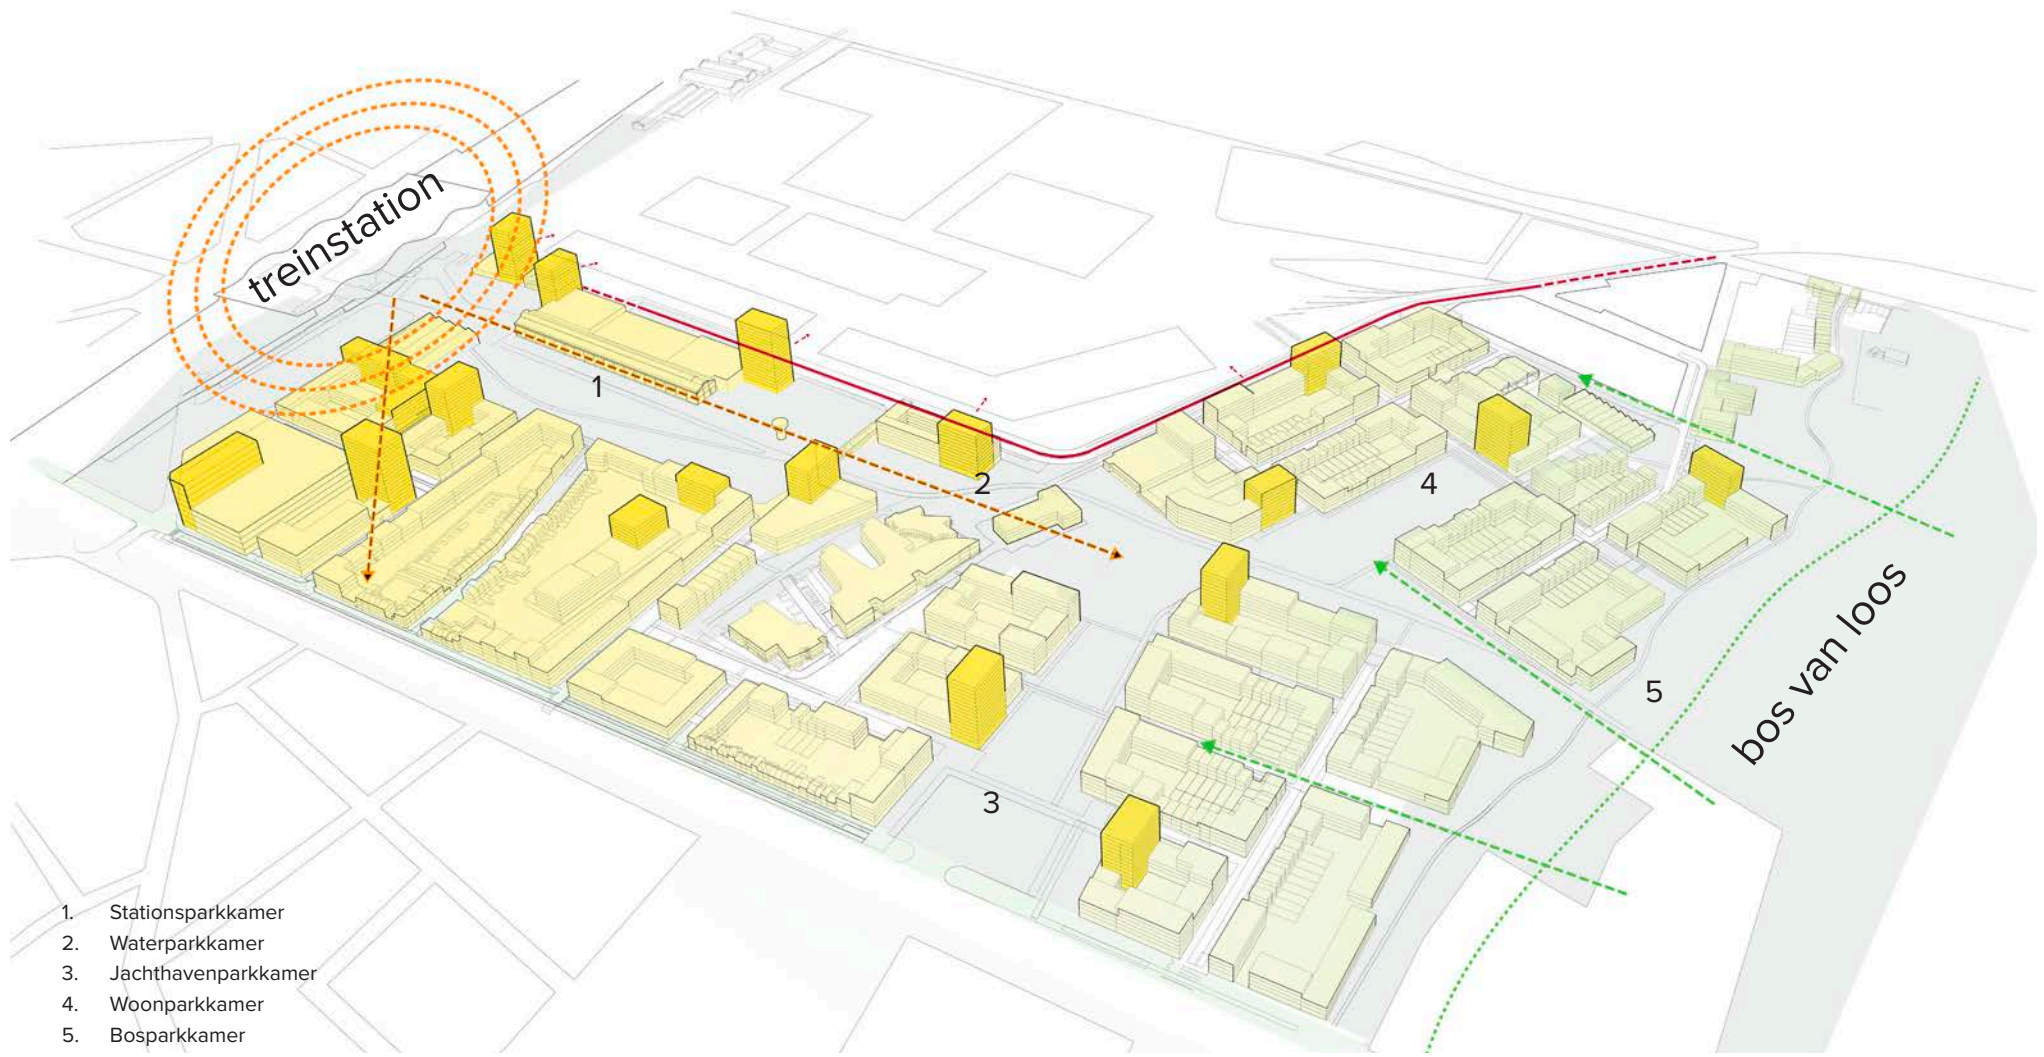 treinstation
1
2
4
5
bos van loos
3
1. Stationsparkkamer
2. Waterparkkamer
3. Jachthavenparkkamer
4. Woonparkkamer
5. Bosparkkamer